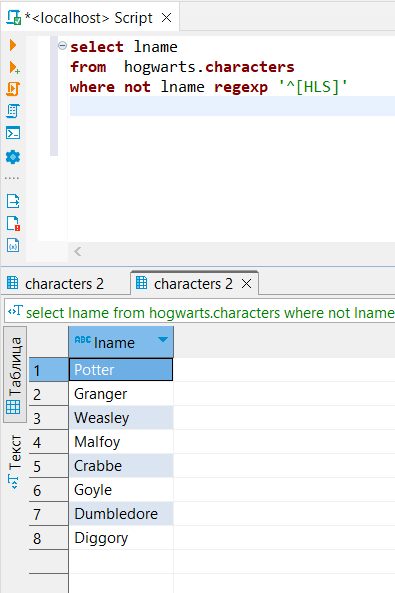 *<localhost> Script
select lname
from  hogwarts.characters
where not lname regexp '^[HLS]'
characters 2
characters 2
select lname from hogwarts.characters where not lname
Таблица
Текст
ABC lname
1 Potter
2 Granger
3 Weasley
4 Malfoy
5 Crabbe
6 Goyle
7 Dumbledore
8 Diggory